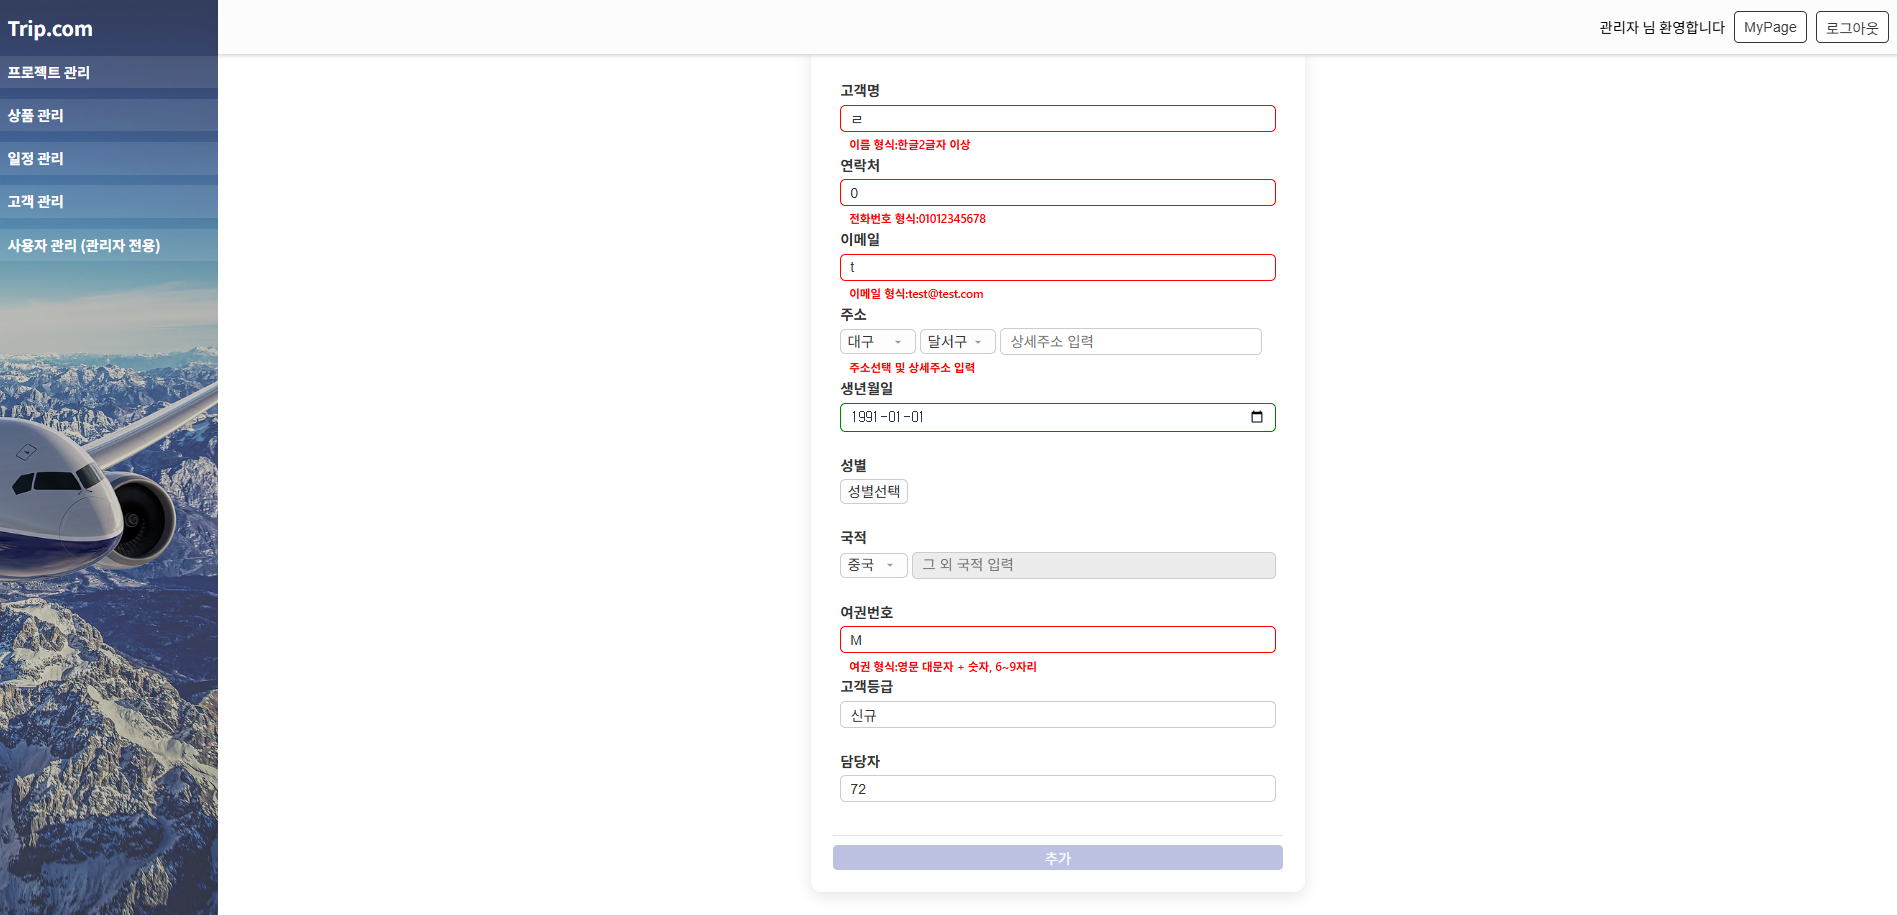 Trip.com
관리자 님 환영합니다 MyPage 로그아웃
프로젝트 관리
상품 관리
일정 관리
고객 관리
사용자 관리 (관리자 전용)
고객명
ㄹ
이름 형식:한글2글자 이상
연락처
0
전화번호 형식:01012345678
이메일
t
이메일 형식:test@test.com
주소
대구 달서구 상세주소 입력
주소선택 및 상세주소 입력
생년월일
1991-01-01
성별
성별선택
국적
중국 그 외 국적 입력
여권번호
M
여권 형식:영문 대문자 + 숫자, 6~9자리
고객등급
신규
담당자
72
추가